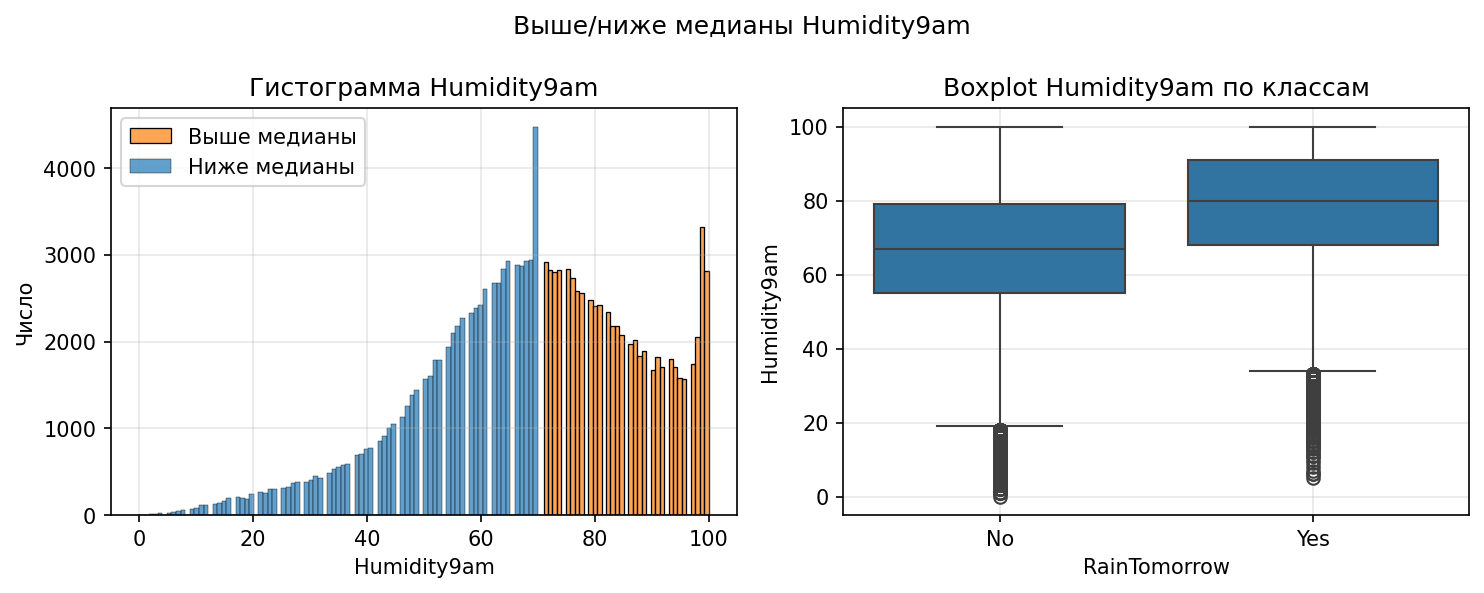 Выше/ниже медианы Humidity9am
Гистограмма Humidity9am
Выше медианы
Ниже медианы
Число
4000
3000
2000
1000
0
0 20 40 60 80 100
Humidity9am
Boxplot Humidity9am по классам
Humidity9am
100
80
60
40
20
0
No Yes
RainTomorrow